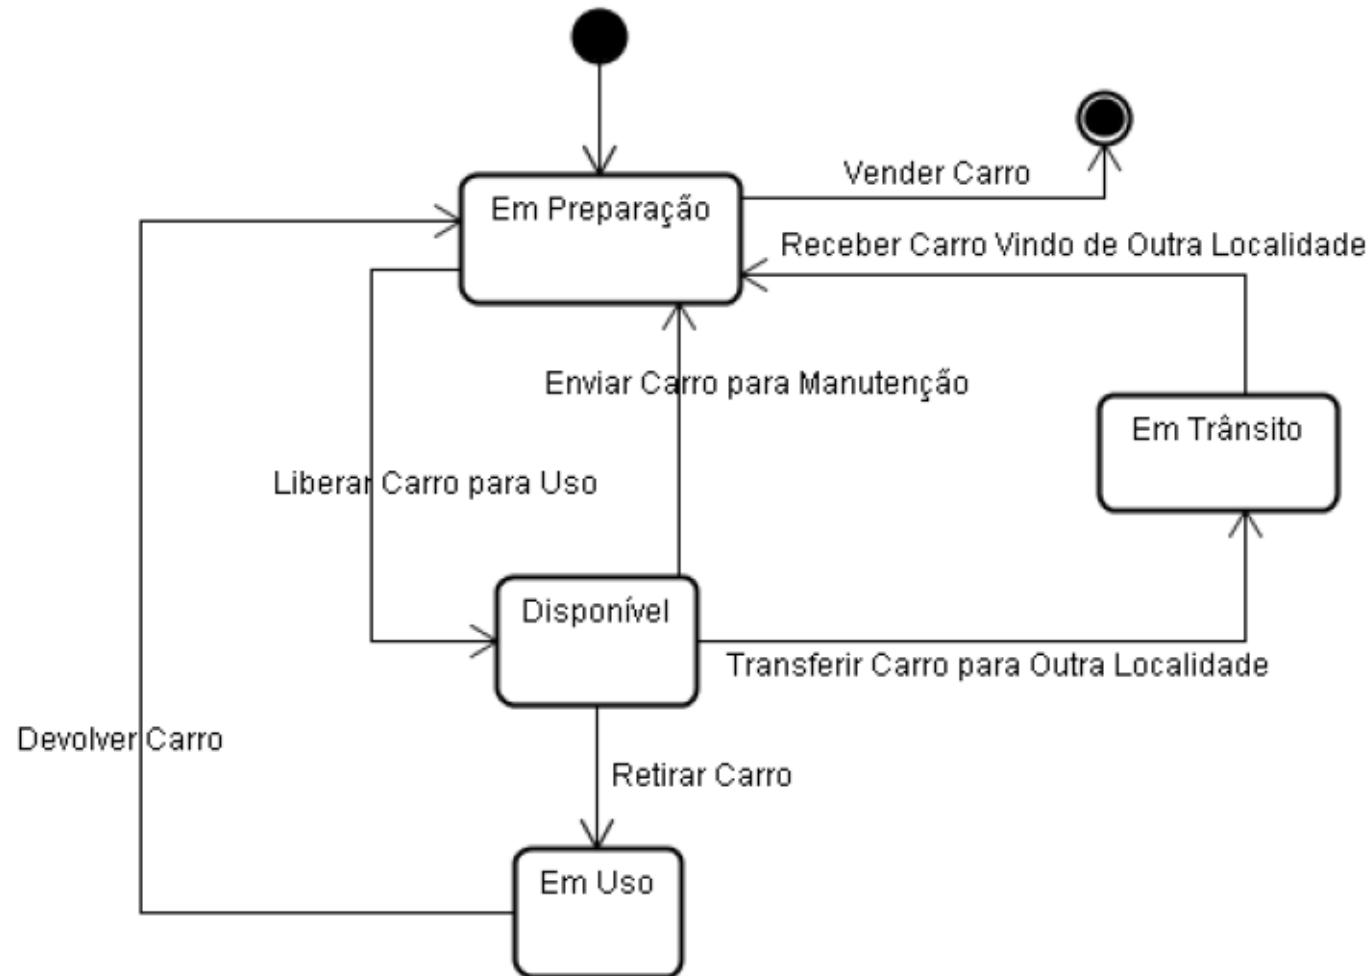 Vender Carro
Em Preparação
Receber Carro Vindo de Outra Localidade
Enviar Carro para Manutenção
Em Trânsito
Liberar Carro para Uso
Disponível
Transferir Carro para Outra Localidade
Devolver Carro
Retirar Carro
Em Uso